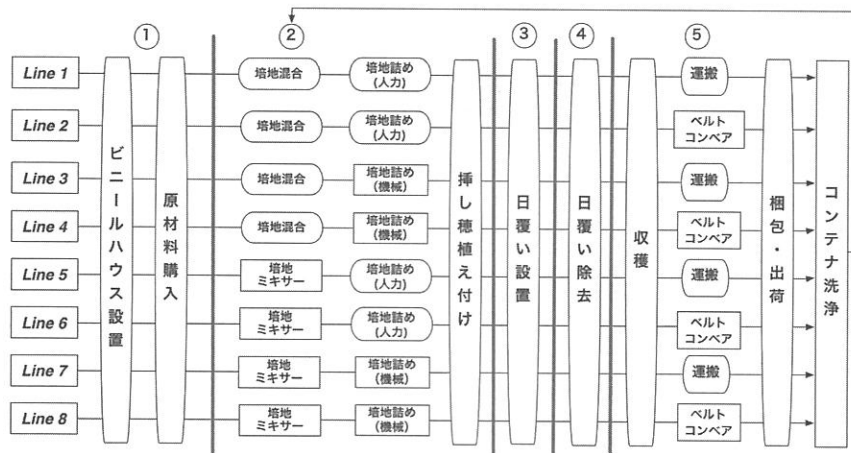 ① ② ③ ④ ⑤
Line 1
Line 2
Line 3
Line 4
Line 5
Line 6
Line 7
Line 8
ビニールハウス設置
原材料購入
培地混合
培地混合
培地混合
培地混合
培地
ミキサー
培地
ミキサー
培地
ミキサー
培地
ミキサー
培地詰め
(人力)
培地詰め
(人力)
培地詰め
(機械)
培地詰め
(機械)
培地詰め
(人力)
培地詰め
(人力)
培地詰め
(機械)
培地詰め
(機械)
挿し穂植え付け
日覆い設置
日覆い除去
収穫
運搬
ベルト
コンベア
運搬
ベルト
コンベア
運搬
ベルト
コンベア
運搬
ベルト
コンベア
梱包・出荷
コンテナ洗浄